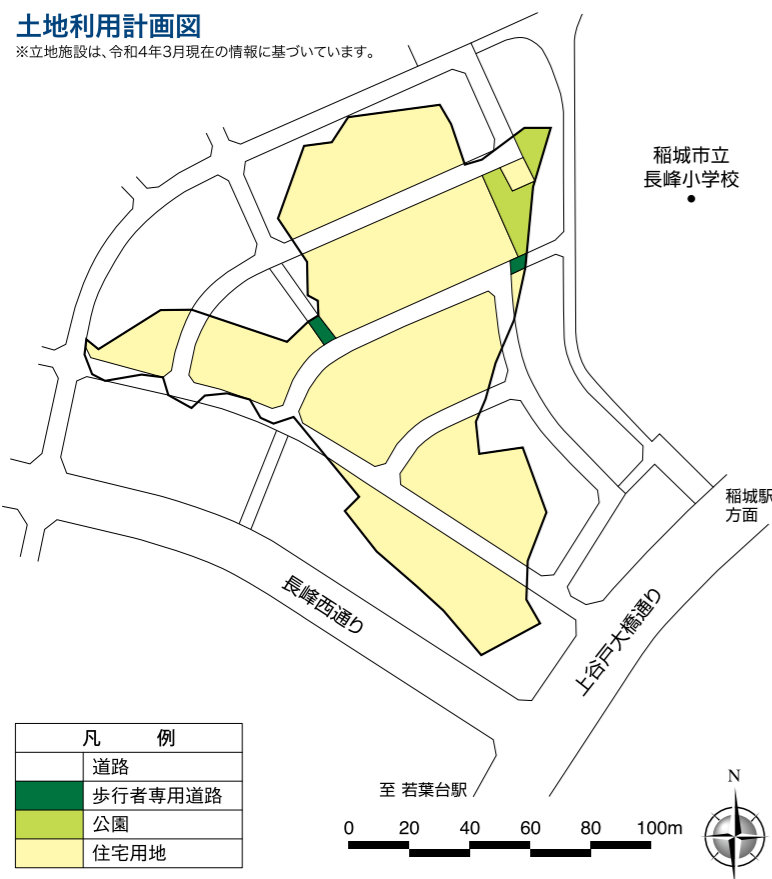 土地利用計画図
※立地施設は、令和4年3月現在の情報に基づいています。
稲城市立
長峰小学校
稲城駅
方面
長峰西通り
上谷戸大橋通り
至 若葉台駅
凡 例
道路
歩行者専用道路
公園
住宅用地
0 20 40 60 80 100m
N